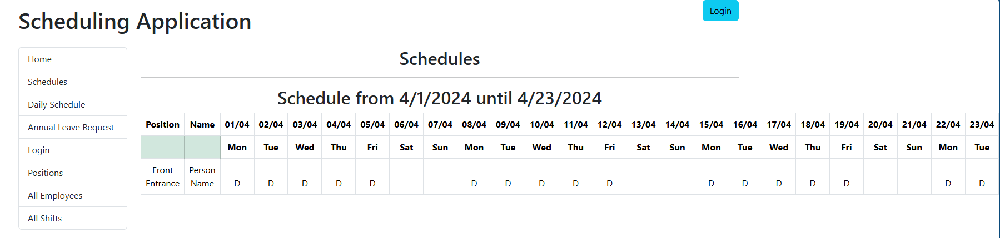 Scheduling Application
Login
Home
Schedules
Daily Schedule
Annual Leave Request
Login
Positions
All Employees
All Shifts
Schedules
Schedule from 4/1/2024 until 4/23/2024
Position Name 01/04 02/04 03/04 04/04 05/04 06/04 07/04 08/04 09/04 10/04 11/04 12/04 13/04 14/04 15/04 16/04 17/04 18/04 19/04 20/04 21/04 22/04 23/04
Mon Tue Wed Thu Fri Sat Sun Mon Tue Wed Thu Fri Sat Sun Mon Tue Wed Thu Fri Sat Sun Mon Tue
Front Person
Entrance Name D D D D D D D D D D D D D D D D D